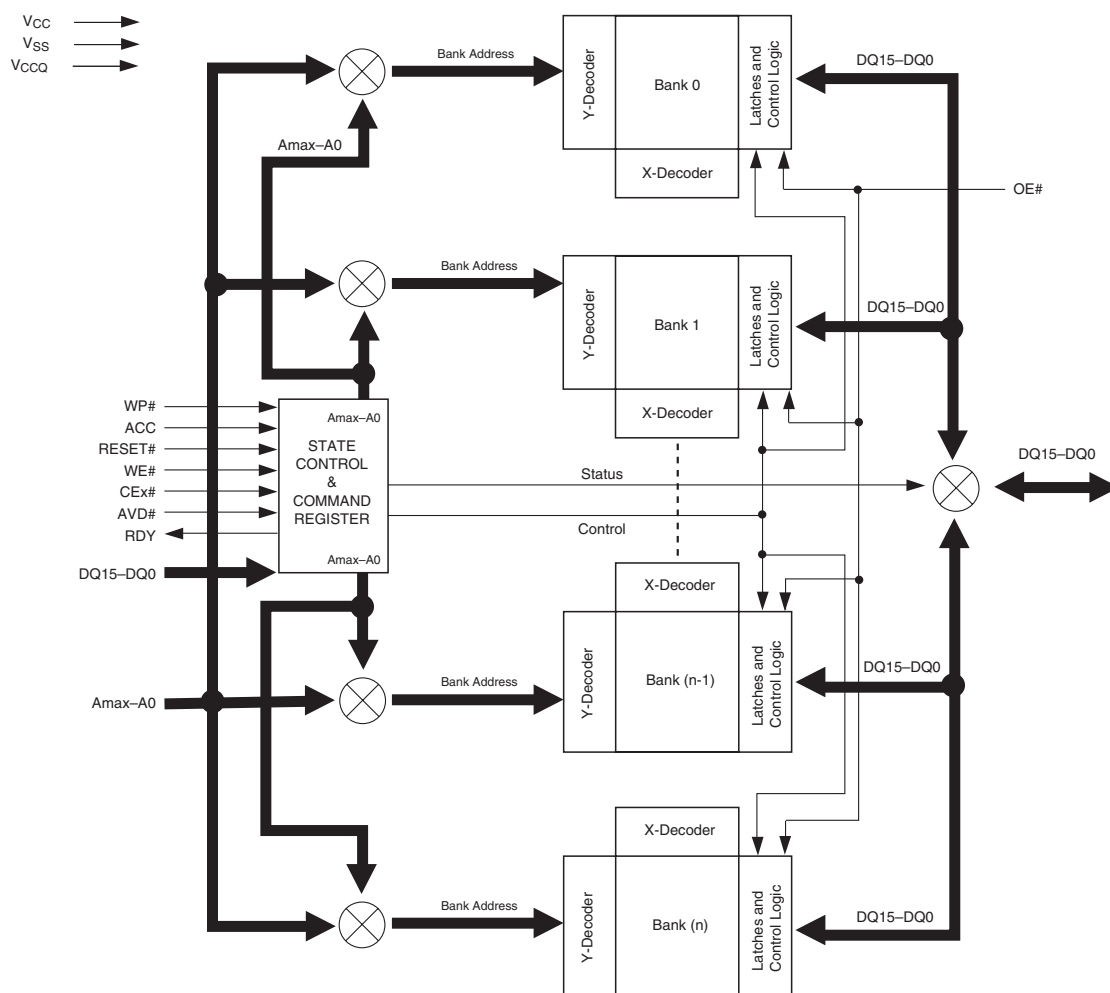 VCC
VSS
VCCQ
Bank Address
Y-Decoder
Bank 0
Latches and
Control Logic
DQ15–DQ0
X-Decoder
Amax–A0
OE#
Bank Address
Y-Decoder
Bank 1
Latches and
Control Logic
DQ15–DQ0
X-Decoder
WP#
ACC
RESET#
WE#
CEx#
AVD#
RDY
DQ15–DQ0
Amax–A0
STATE
CONTROL
&
COMMAND
REGISTER
Amax–A0
Status
Control
DQ15–DQ0
X-Decoder
Amax–A0
Bank Address
Y-Decoder
Bank (n-1)
Latches and
Control Logic
DQ15–DQ0
X-Decoder
Bank Address
Y-Decoder
Bank (n)
Latches and
Control Logic
DQ15–DQ0